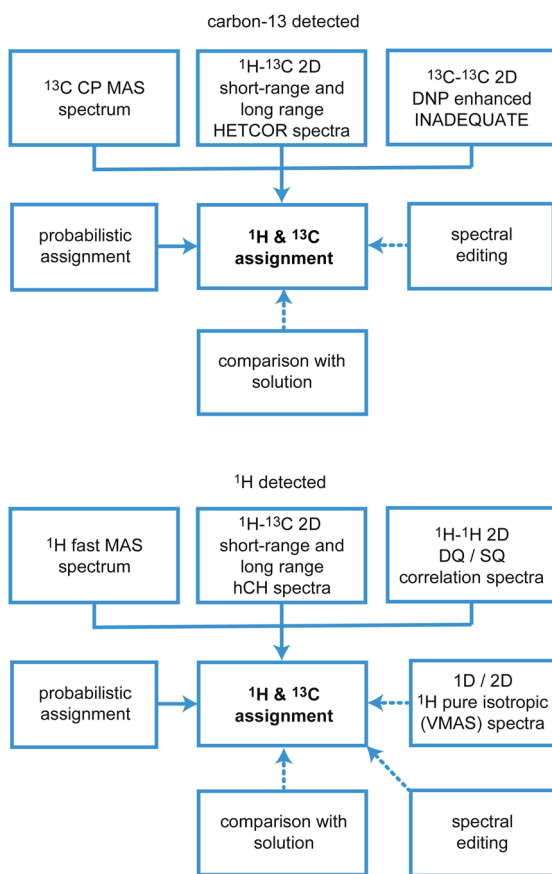 carbon-13 detected
¹³C CP MAS
spectrum
¹H-¹³C 2D
short-range and
long range
HETCOR spectra
¹³C-¹³C 2D
DNP enhanced
INADEQUATE
probabilistic
assignment
¹H & ¹³C
assignment
spectral
editing
comparison with
solution
¹H detected
¹H fast MAS
spectrum
¹H-¹³C 2D
short-range and
long range
hCH spectra
¹H-¹H 2D
DQ / SQ
correlation spectra
probabilistic
assignment
¹H & ¹³C
assignment
1D / 2D
¹H pure isotropic
(VMAS) spectra
comparison with
solution
spectral
editing